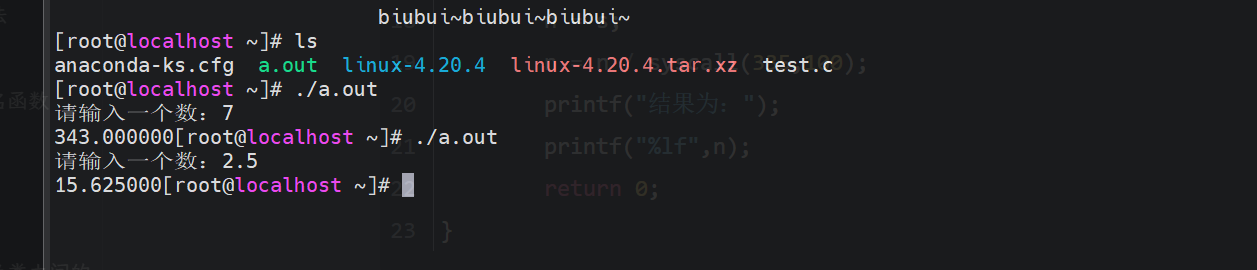 biubui~biubui~biubui~
[root@localhost ~]# ls
anaconda-ks.cfg a.out linux-4.20.4 linux-4.20.4.tar.xz test.c
[root@localhost ~]# ./a.out
请输入一个数：7
343.000000[root@localhost ~]# ./a.out
请输入一个数：2.5
15.625000[root@localhost ~]#
20 printf("结果为：");
21 printf("%lf",n);
22 return 0;
23 }